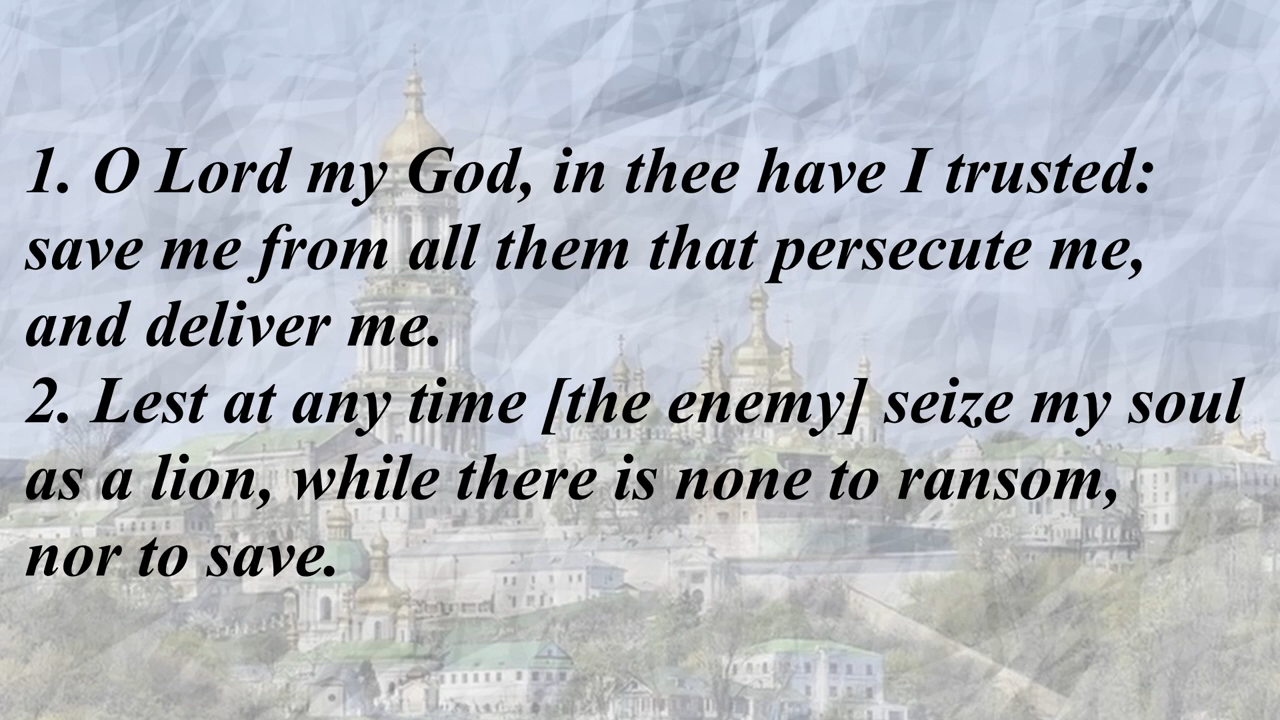 1. O Lord my God, in thee have I trusted:
save me from all them that persecute me,
and deliver me.
2. Lest at any time [the enemy] seize my soul
as a lion, while there is none to ransom,
nor to save.